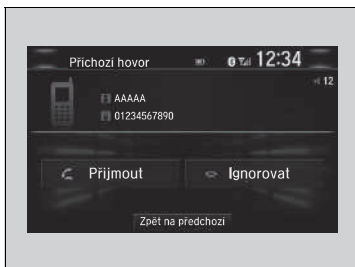 Příchozí hovor 12:34
12
AAAAA
01234567890
Přijmout Ignorovat
Zpět na předchozí